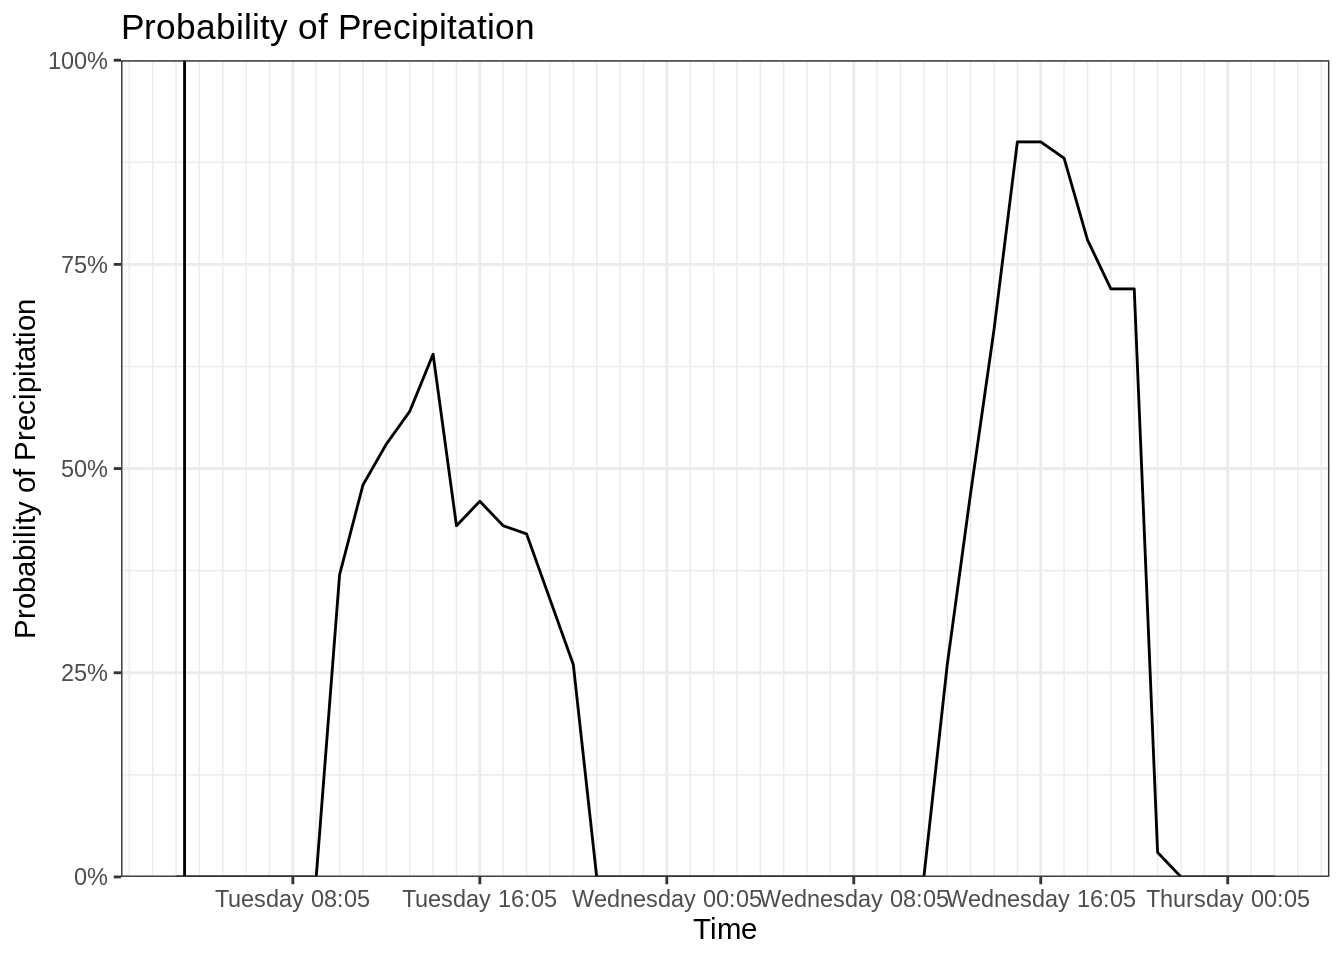 Probability of Precipitation
Probability of Precipitation
100%
75%
50%
25%
0%
Tuesday 08:05
Tuesday 16:05
Wednesday 00:05
Wednesday 08:05
Wednesday 16:05
Thursday 00:05
Time